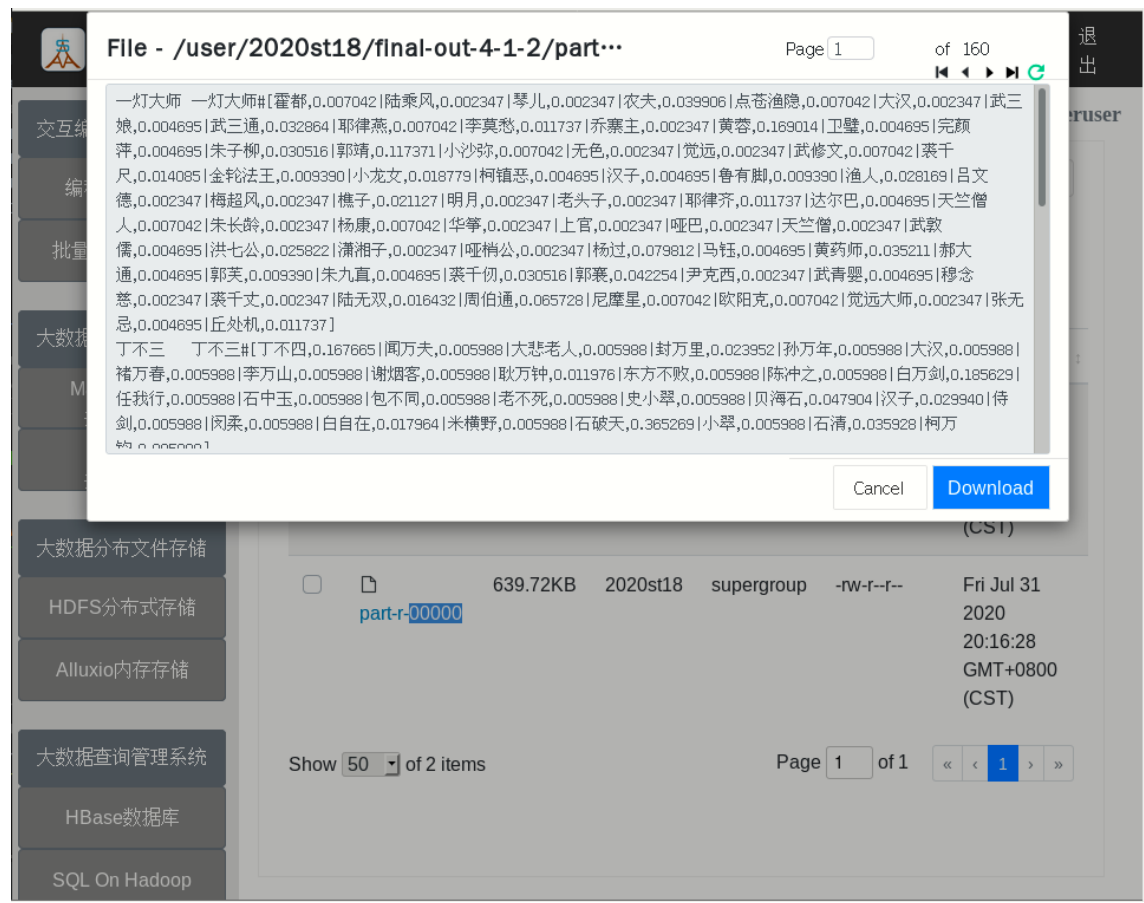 File - /user/2020st18/final-out-4-1-2/part···
Page 1 of 160
退
出
一灯大师 一灯大师#[霍都,0.007042|陆乘风,0.002347|琴儿,0.002347|农夫,0.039906|点苍渔隐,0.007042|大汉,0.002347|武三
娘,0.004695|武三通,0.032864|耶律燕,0.007042|李莫愁,0.011737|乔寨主,0.002347|黄蓉,0.169014|卫璧,0.004695|完颜
萍,0.004695|朱子柳,0.030516|郭靖,0.117371|小沙弥,0.007042|无色,0.002347|觉远,0.002347|武修文,0.007042|裘千
尺,0.014085|金轮法王,0.009390|小龙女,0.018779|柯镇恶,0.004695|汉子,0.004695|鲁有脚,0.009390|渔人,0.028169|吕文
德,0.002347|梅超风,0.002347|樵子,0.021127|明月,0.002347|老头子,0.002347|耶律齐,0.011737|达尔巴,0.004695|天竺僧
人,0.007042|朱长龄,0.002347|杨康,0.007042|华筝,0.002347|上官,0.002347|哑巴,0.002347|天竺僧,0.002347|武敦
儒,0.004695|洪七公,0.025822|潇湘子,0.002347|哑梢公,0.002347|杨过,0.079812|马钰,0.004695|黄药师,0.035211|郝大
通,0.004695|郭芙,0.009390|朱九真,0.004695|裘千仞,0.030516|郭襄,0.042254|尹克西,0.002347|武青婴,0.004695|穆念
慈,0.002347|裘千丈,0.002347|陆无双,0.016432|周伯通,0.065728|尼摩星,0.007042|欧阳克,0.007042|觉远大师,0.002347|张无
忌,0.004695|丘处机,0.011737]
丁不三 丁不三#[丁不四,0.167665|闻万夫,0.005988|大悲老人,0.005988|封万里,0.023952|孙万年,0.005988|大汉,0.005988|
褚万春,0.005988|李万山,0.005988|谢烟客,0.005988|耿万钟,0.011976|东方不败,0.005988|陈冲之,0.005988|白万剑,0.185629|
任我行,0.005988|石中玉,0.005988|包不同,0.005988|老不死,0.005988|史小翠,0.005988|贝海石,0.047904|汉子,0.029940|侍
剑,0.005988|闵柔,0.005988|白自在,0.017964|米横野,0.005988|石破天,0.365269|小翠,0.005988|石清,0.035928|柯万
钧,0.005988]
Cancel Download
eruser
交互编
编程
批量
大数据
M
大数据分布文件存储
HDFS分布式存储
Alluxio内存存储
大数据查询管理系统
HBase数据库
SQL On Hadoop
(CST)
part-r-00000 639.72KB 2020st18 supergroup -rw-r--r-- Fri Jul 31
2020
20:16:28
GMT+0800
(CST)
Show 50 of 2 items
Page 1 of 1 « ‹ 1 › »